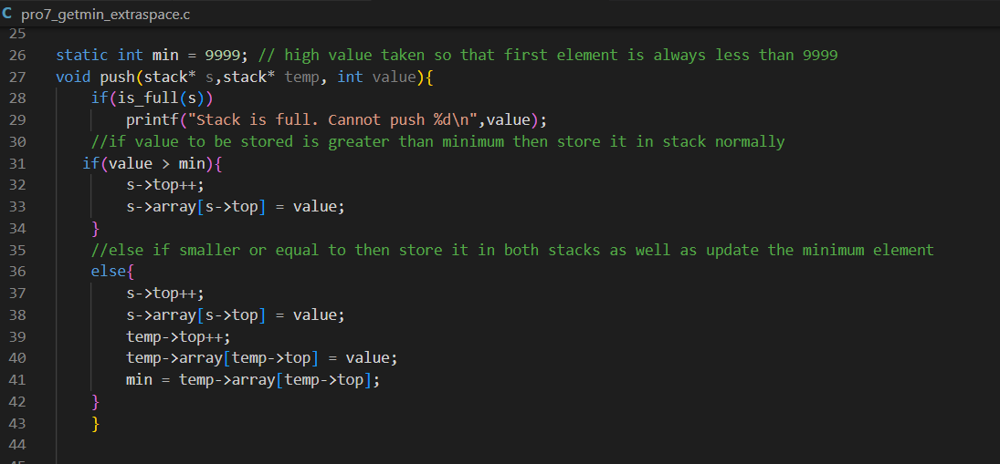 C pro7_getmin_extraspace.c
25
26 static int min = 9999; // high value taken so that first element is always less than 9999
27 void push(stack* s,stack* temp, int value){
28     if(is_full(s))
29         printf("Stack is full. Cannot push %d\n",value);
30     //if value to be stored is greater than minimum then store it in stack normally
31    if(value > min){
32         s->top++;
33         s->array[s->top] = value;
34     }
35     //else if smaller or equal to then store it in both stacks as well as update the minimum element
36     else{
37         s->top++;
38         s->array[s->top] = value;
39         temp->top++;
40         temp->array[temp->top] = value;
41         min = temp->array[temp->top];
42     }
43     }
44